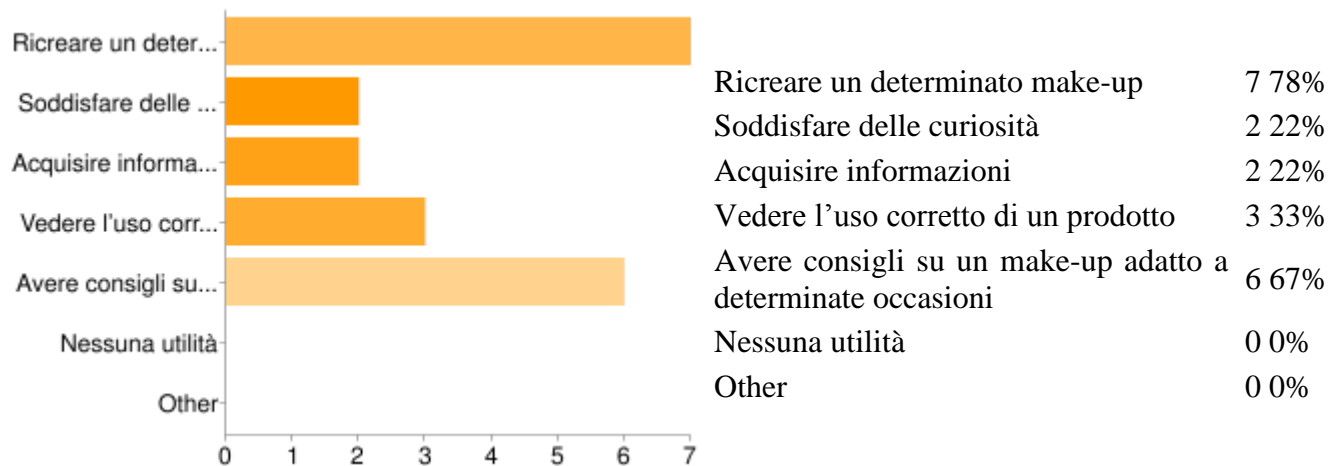 Ricreare un deter...
Soddisfare delle ...
Acquisire informa...
Vedere l'uso corr...
Avere consigli su...
Nessuna utilità
Other
0 1 2 3 4 5 6 7
Ricreare un determinato make-up 7 78%
Soddisfare delle curiosità 2 22%
Acquisire informazioni 2 22%
Vedere l’uso corretto di un prodotto 3 33%
Avere consigli su un make-up adatto a
determinate occasioni 6 67%
Nessuna utilità 0 0%
Other 0 0%